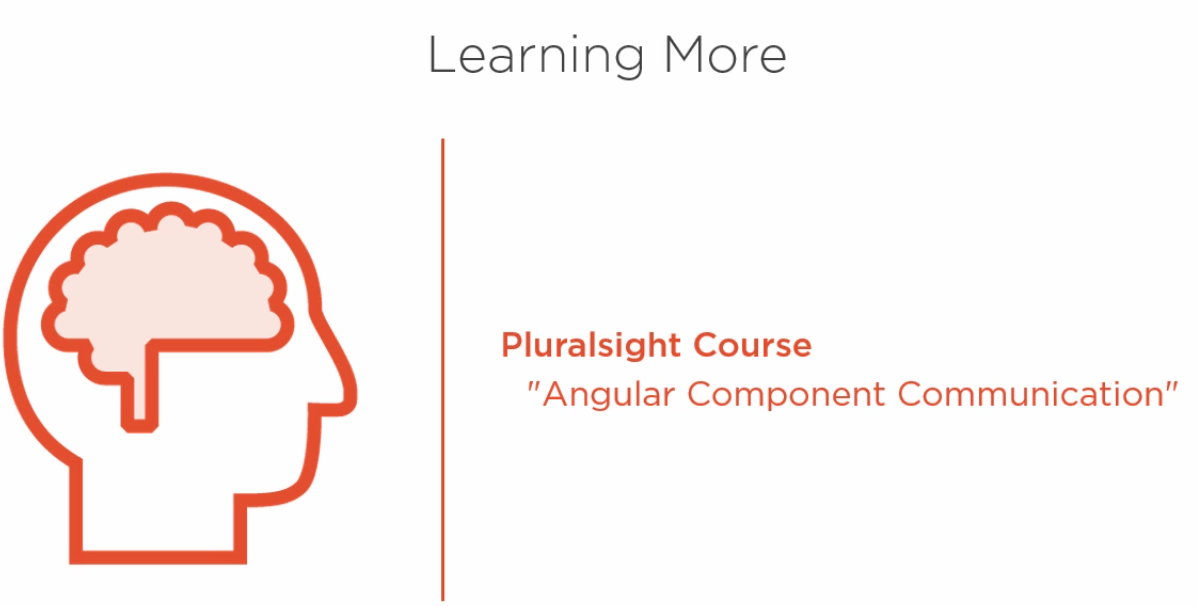 Learning More
Pluralsight Course
"Angular Component Communication"